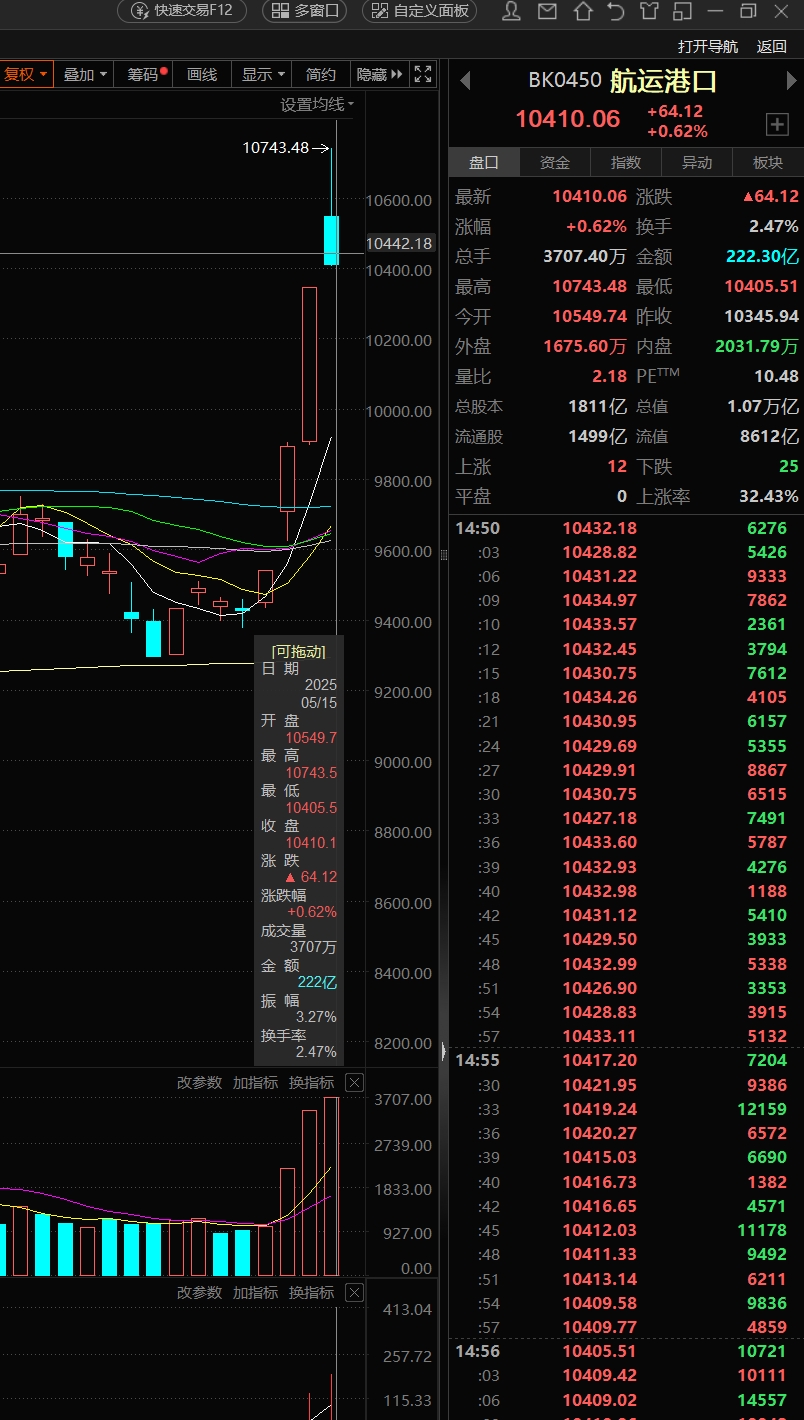 快速交易F12 多窗口 自定义面板
打开导航 返回
复权 叠加 筹码 画线 显示 简约 隐藏
设置均线
10743.48
10600.00
10442.18
10400.00
10200.00
10000.00
9800.00
9600.00
9400.00
9200.00
9000.00
8800.00
8600.00
8400.00
8200.00
[可拖动]
日 期
2025
05/15
开 盘
10549.7
最 高
10743.5
最 低
10405.5
收 盘
10410.1
涨 跌
▲ 64.12
涨跌幅
+0.62%
成交量
3707万
金 额
222亿
振 幅
3.27%
换手率
2.47%
改参数 加指标 换指标
3707.00
2739.00
1833.00
927.00
0.00
改参数 加指标 换指标
413.04
257.72
115.33
BK0450 航运港口
10410.06 +64.12
+0.62%
盘口 资金 指数 异动 板块
最新 10410.06 涨跌 ▲64.12
涨幅 +0.62% 换手 2.47%
总手 3707.40万 金额 222.30亿
最高 10743.48 最低 10405.51
今开 10549.74 昨收 10345.94
外盘 1675.60万 内盘 2031.79万
量比 2.18 PETTM 10.48
总股本 1811亿 总值 1.07万亿
流通股 1499亿 流值 8612亿
上涨 12 下跌 25
平盘 0 上涨率 32.43%
14:50 10432.18 6276
:03 10428.82 5426
:06 10431.22 9333
:09 10434.97 7862
:10 10433.57 2361
:12 10432.45 3794
:15 10430.75 7612
:18 10434.26 4105
:21 10430.95 6157
:24 10429.69 5355
:27 10429.91 8867
:30 10430.75 6515
:33 10427.18 7491
:36 10433.60 5787
:39 10432.93 4276
:40 10432.98 1188
:42 10431.12 5410
:45 10429.50 3933
:48 10432.99 5338
:51 10426.90 3353
:54 10428.83 3915
:57 10433.11 5132
14:55 10417.20 7204
:30 10421.95 9386
:33 10419.24 12159
:36 10420.27 6572
:39 10415.03 6690
:40 10416.73 1382
:42 10416.65 4571
:45 10412.03 11178
:48 10411.33 9492
:51 10413.14 6211
:54 10409.58 9836
:57 10409.77 4859
14:56 10405.51 10721
:03 10409.42 10111
:06 10409.02 14557